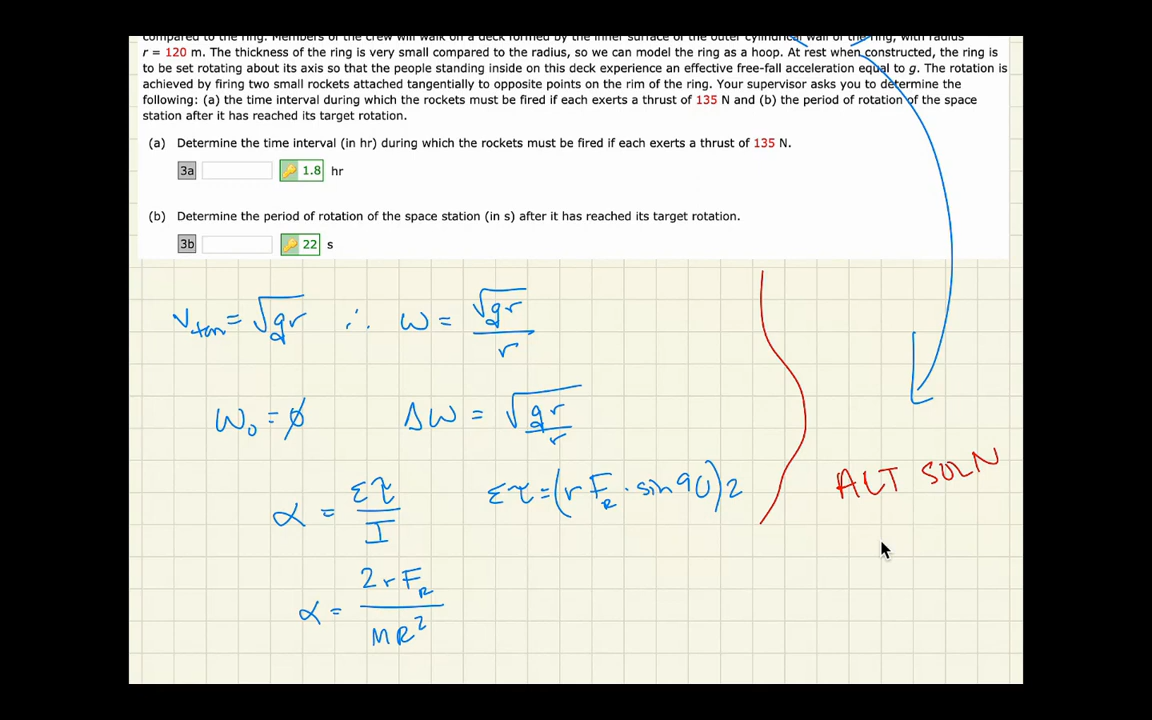 compared to the ring. Members of the crew will walk on a deck formed by the inner surface of the outer cylindrical wall of the ring, with radius
r = 120 m. The thickness of the ring is very small compared to the radius, so we can model the ring as a hoop. At rest when constructed, the ring is
to be set rotating about its axis so that the people standing inside on this deck experience an effective free-fall acceleration equal to g. The rotation is
achieved by firing two small rockets attached tangentially to opposite points on the rim of the ring. Your supervisor asks you to determine the
following: (a) the time interval during which the rockets must be fired if each exerts a thrust of 135 N and (b) the period of rotation of the space
station after it has reached its target rotation.
(a) Determine the time interval (in hr) during which the rockets must be fired if each exerts a thrust of 135 N.
3a 1.8 hr
(b) Determine the period of rotation of the space station (in s) after it has reached its target rotation.
3b 22 s
V_tan = √gr ∴ ω = √gr / r
ω₀ = ∅ Δω = √gr / r
α = Στ / I Στ = (r F_R · sin 90) 2
ALT SOLN
α = 2 r F_R / MR²